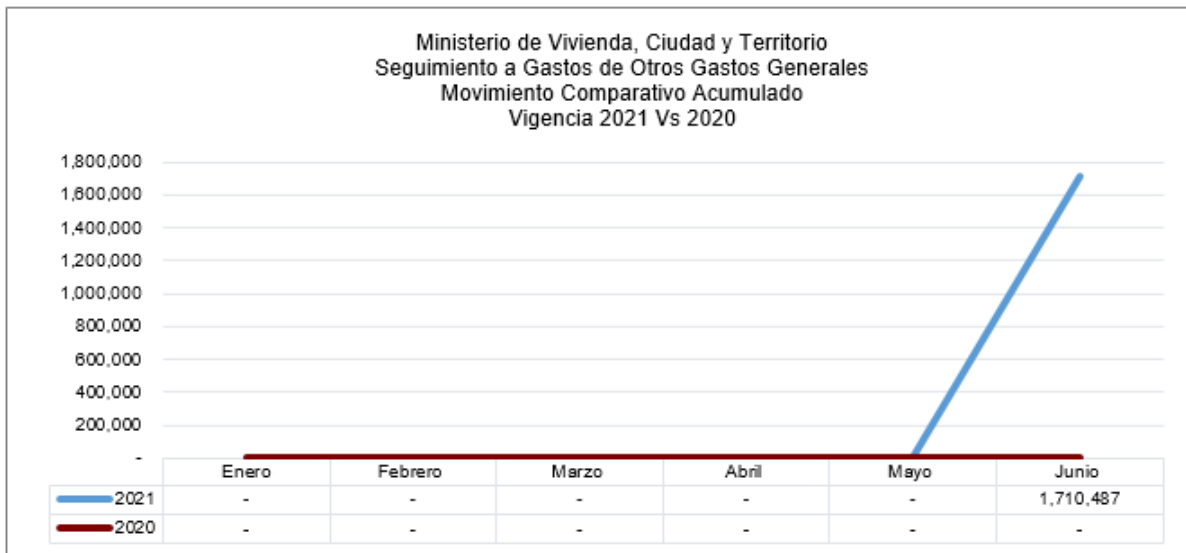 Ministerio de Vivienda, Ciudad y Territorio
Seguimiento a Gastos de Otros Gastos Generales
Movimiento Comparativo Acumulado
Vigencia 2021 Vs 2020
1,800,000
1,600,000
1,400,000
1,200,000
1,000,000
800,000
600,000
400,000
200,000
-
Enero Febrero Marzo Abril Mayo Junio
2021 - - - - - 1,710,487
2020 - - - - - -